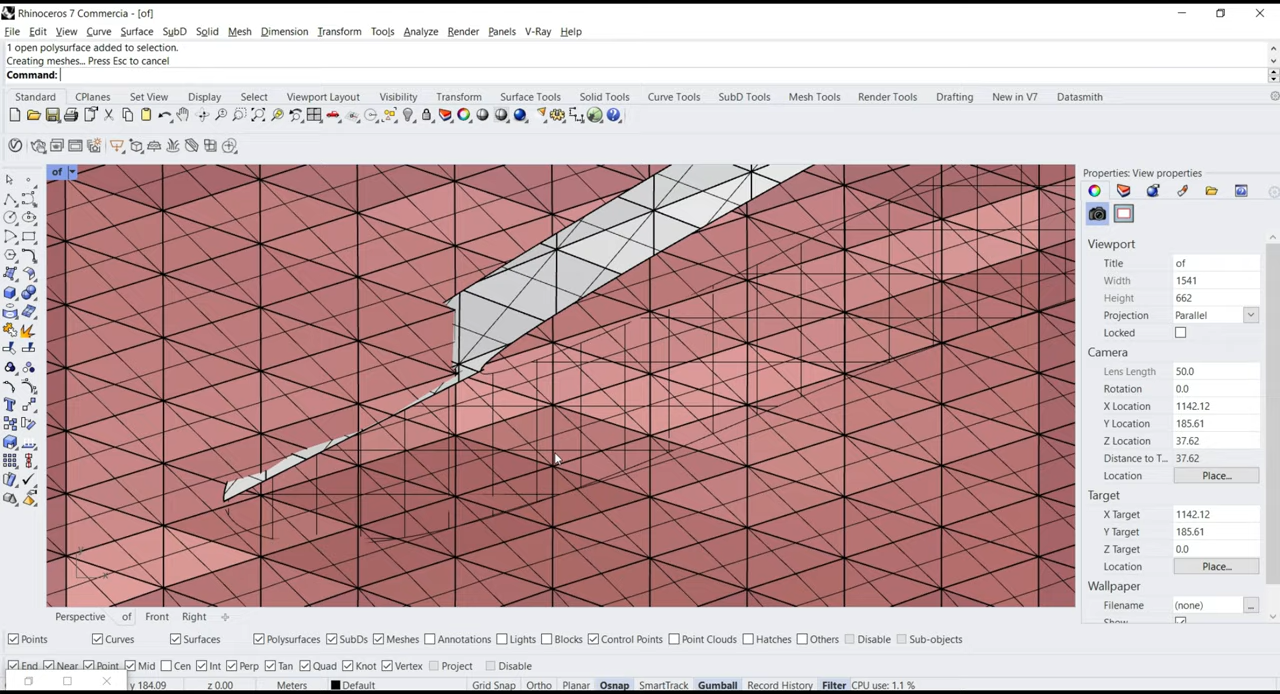 Rhinoceros 7 Commercia - [of]
File Edit View Curve Surface SubD Solid Mesh Dimension Transform Tools Analyze Render Panels V-Ray Help
1 open polysurface added to selection.
Creating meshes... Press Esc to cancel
Command:
Standard CPlanes Set View Display Select Viewport Layout Visibility Transform Surface Tools Solid Tools Curve Tools SubD Tools Mesh Tools Render Tools Drafting New in V7 Datasmith
of
Properties: View properties
Viewport
Title of
Width 1541
Height 662
Projection Parallel
Locked
Camera
Lens Length 50.0
Rotation 0.0
X Location 1142.12
Y Location 185.61
Z Location 37.62
Distance to T... 37.62
Location Place...
Target
X Target 1142.12
Y Target 185.61
Z Target 0.0
Location Place...
Wallpaper
Filename (none) ...
Perspective of Front Right
Points Curves Surfaces Polysurfaces SubDs Meshes Annotations Lights Blocks Control Points Point Clouds Hatches Others Disable Sub-objects
End Near Point Mid Cen Int Perp Tan Quad Knot Vertex Project Disable
y 184.09 z 0.00 Meters Default Grid Snap Ortho Planar Osnap SmartTrack Gumball Record History Filter CPU use: 1.1 %